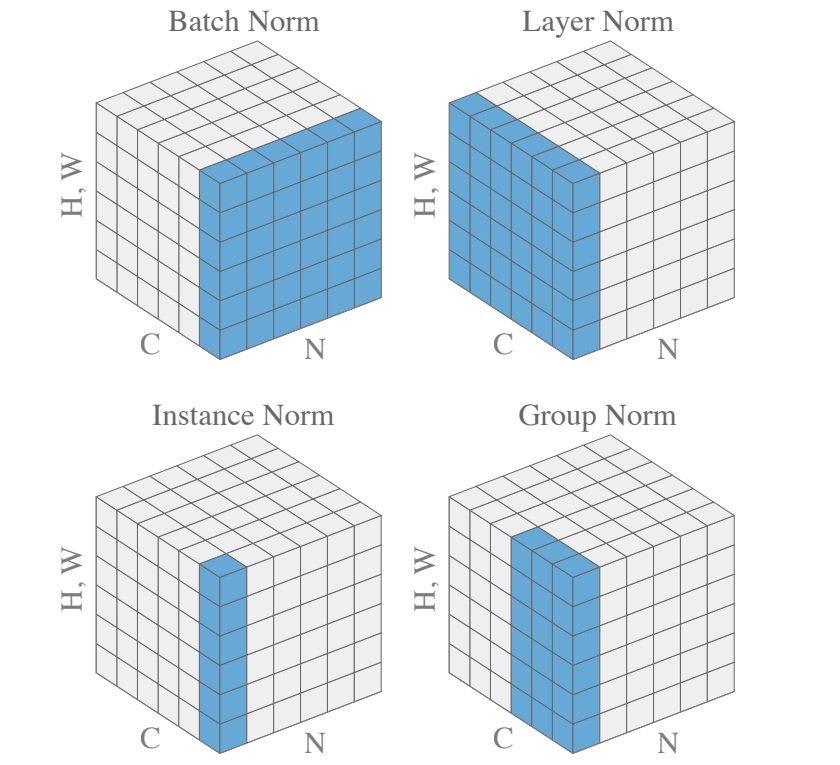 Batch Norm
H, W
C
N
Layer Norm
H, W
C
N
Instance Norm
H, W
C
N
Group Norm
H, W
C
N